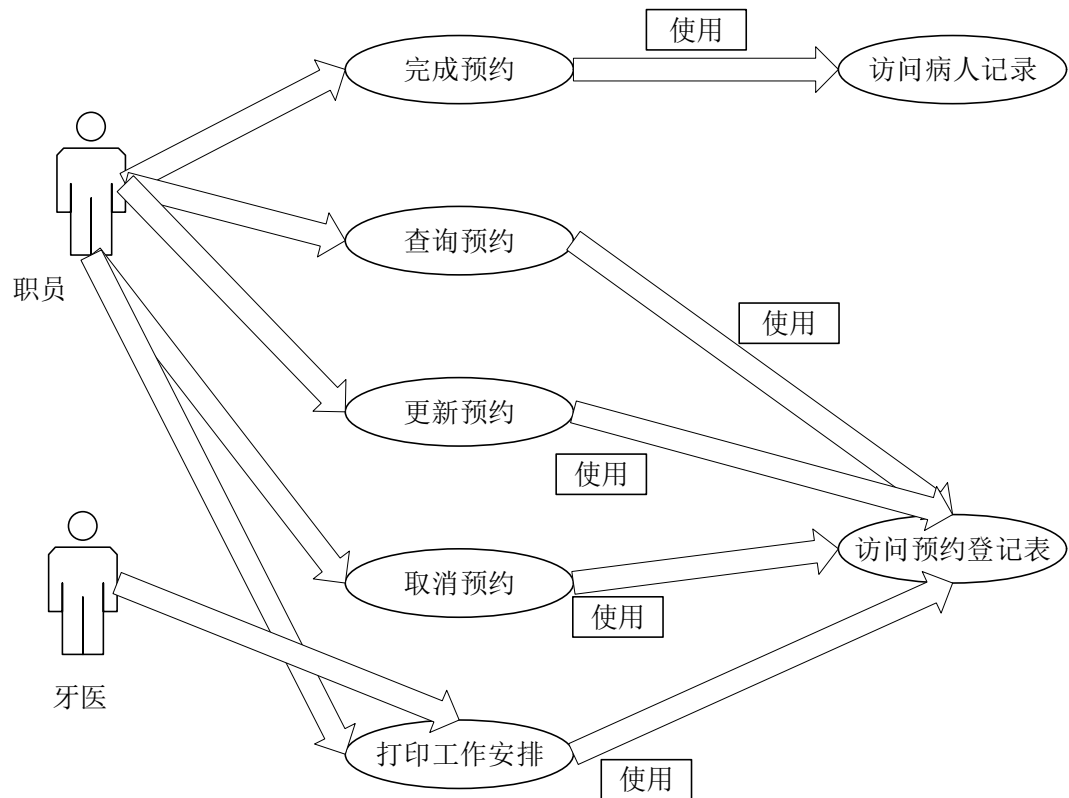 使用
完成预约
访问病人记录
查询预约
职员
使用
更新预约
使用
访问预约登记表
取消预约
使用
牙医
打印工作安排
使用